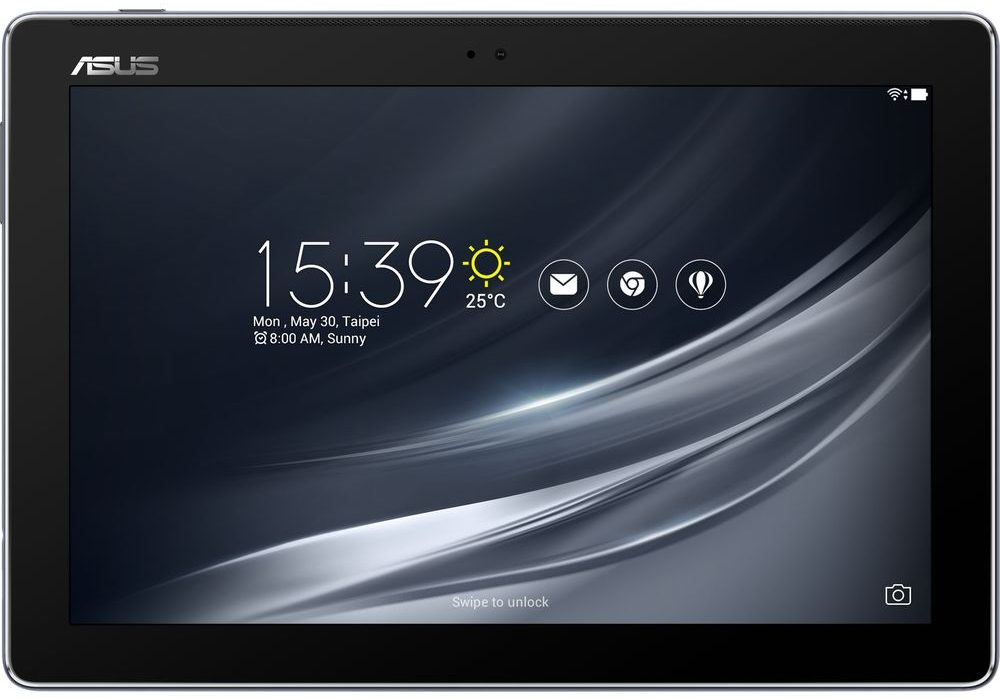 ASUS
15:39
25°C
Mon , May 30, Taipei
8:00 AM, Sunny
Swipe to unlock